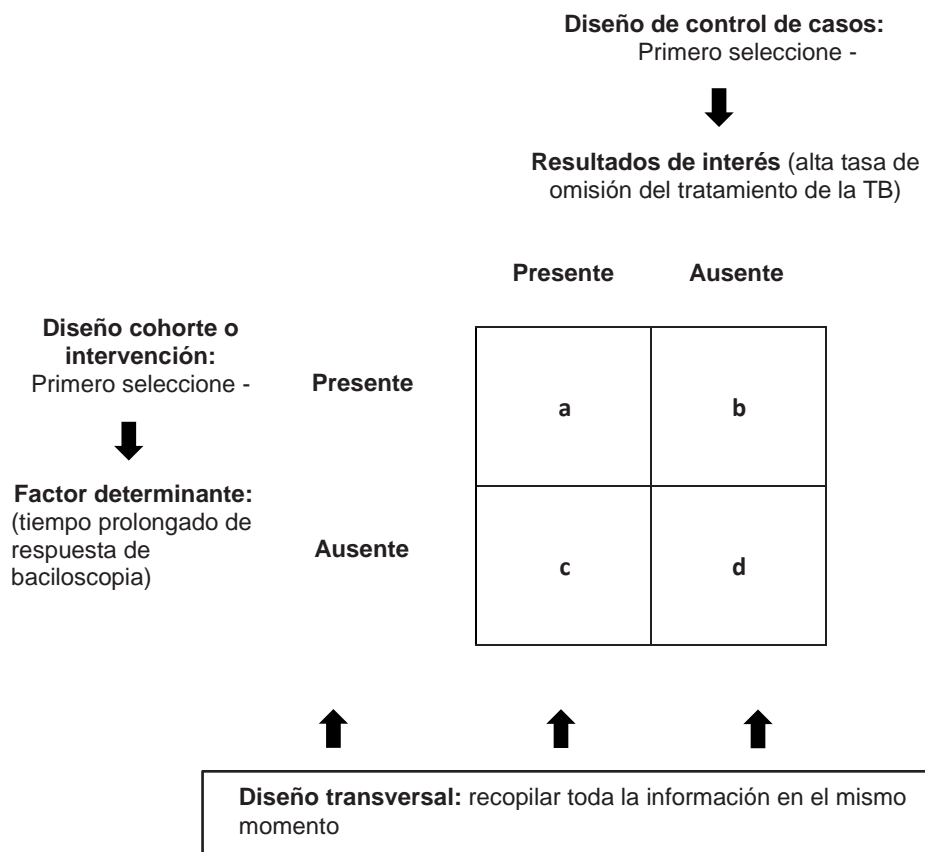 Diseño de control de casos:
Primero seleccione -
Resultados de interés (alta tasa de
omisión del tratamiento de la TB)
Presente Ausente
Diseño cohorte o
intervención:
Primero seleccione -
Factor determinante:
(tiempo prolongado de
respuesta de
baciloscopia)
Presente
a b
Ausente
c d
Diseño transversal: recopilar toda la información en el mismo
momento